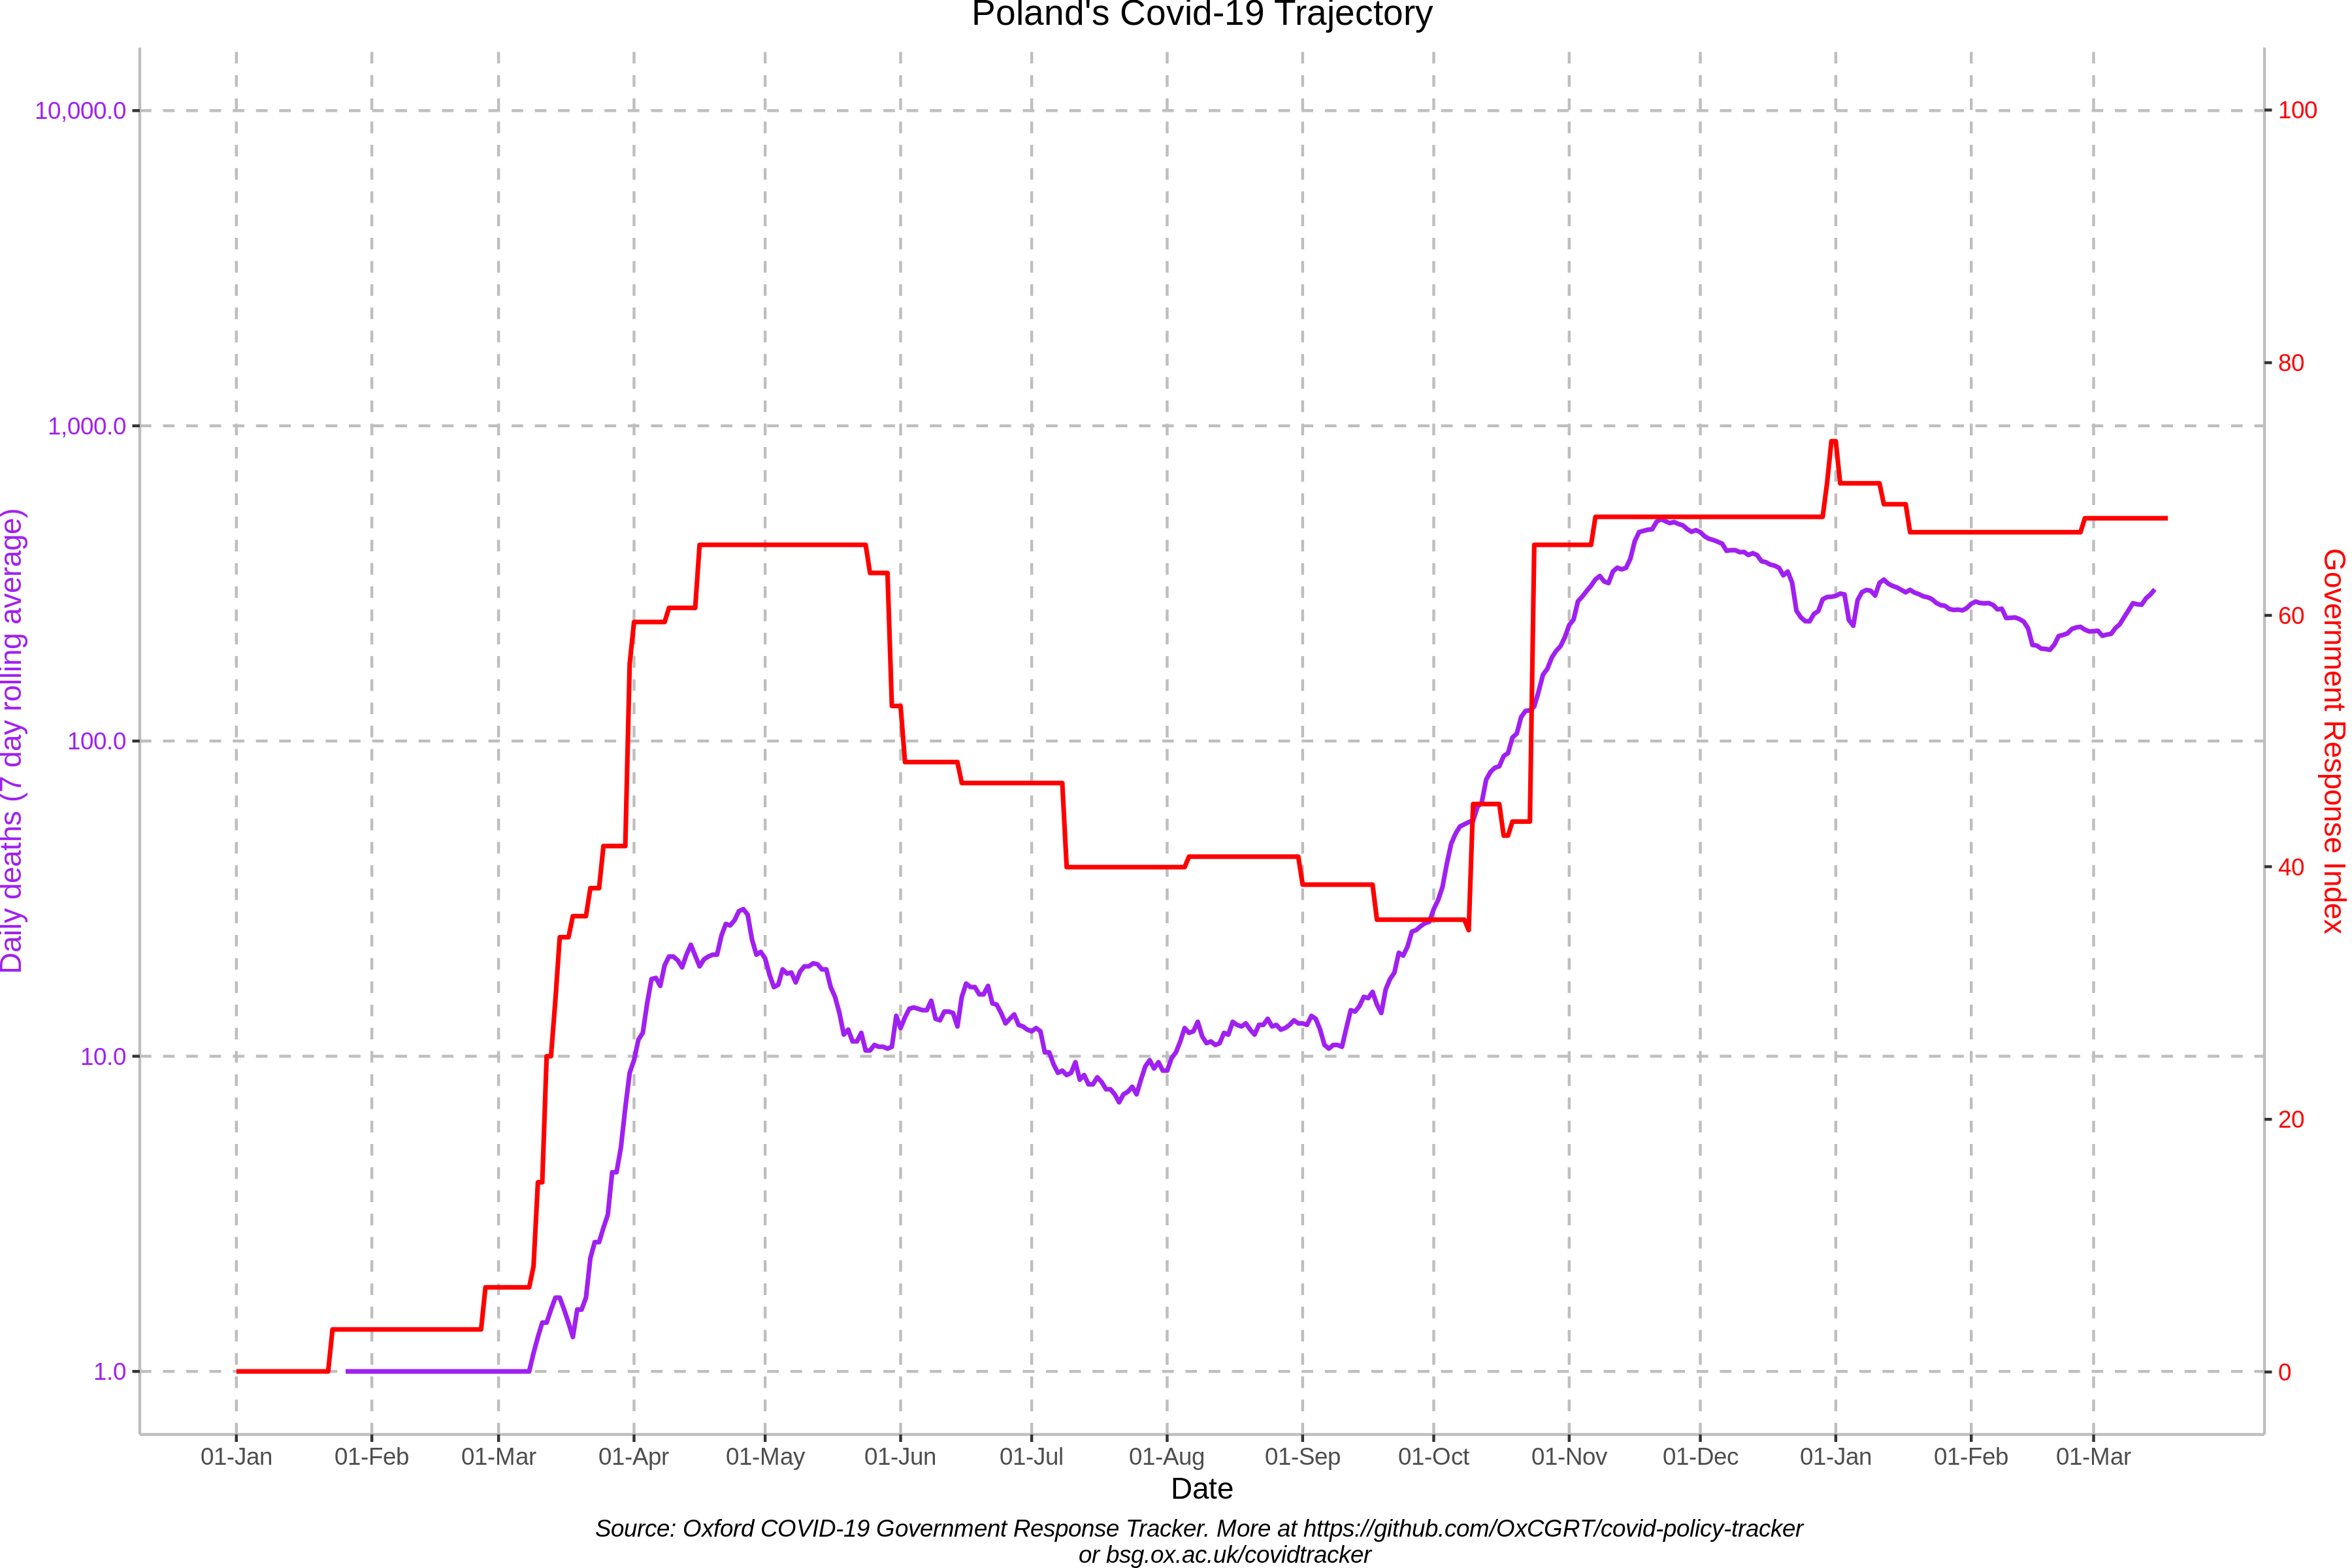 Poland's Covid-19 Trajectory
Daily deaths (7 day rolling average)
10,000.0
1,000.0
100.0
10.0
1.0
100
80
60
40
20
0
Government Response Index
01-Jan
01-Feb
01-Mar
01-Apr
01-May
01-Jun
01-Jul
01-Aug
01-Sep
01-Oct
01-Nov
01-Dec
01-Jan
01-Feb
01-Mar
Date
Source: Oxford COVID-19 Government Response Tracker. More at https://github.com/OxCGRT/covid-policy-tracker
or bsg.ox.ac.uk/covidtracker